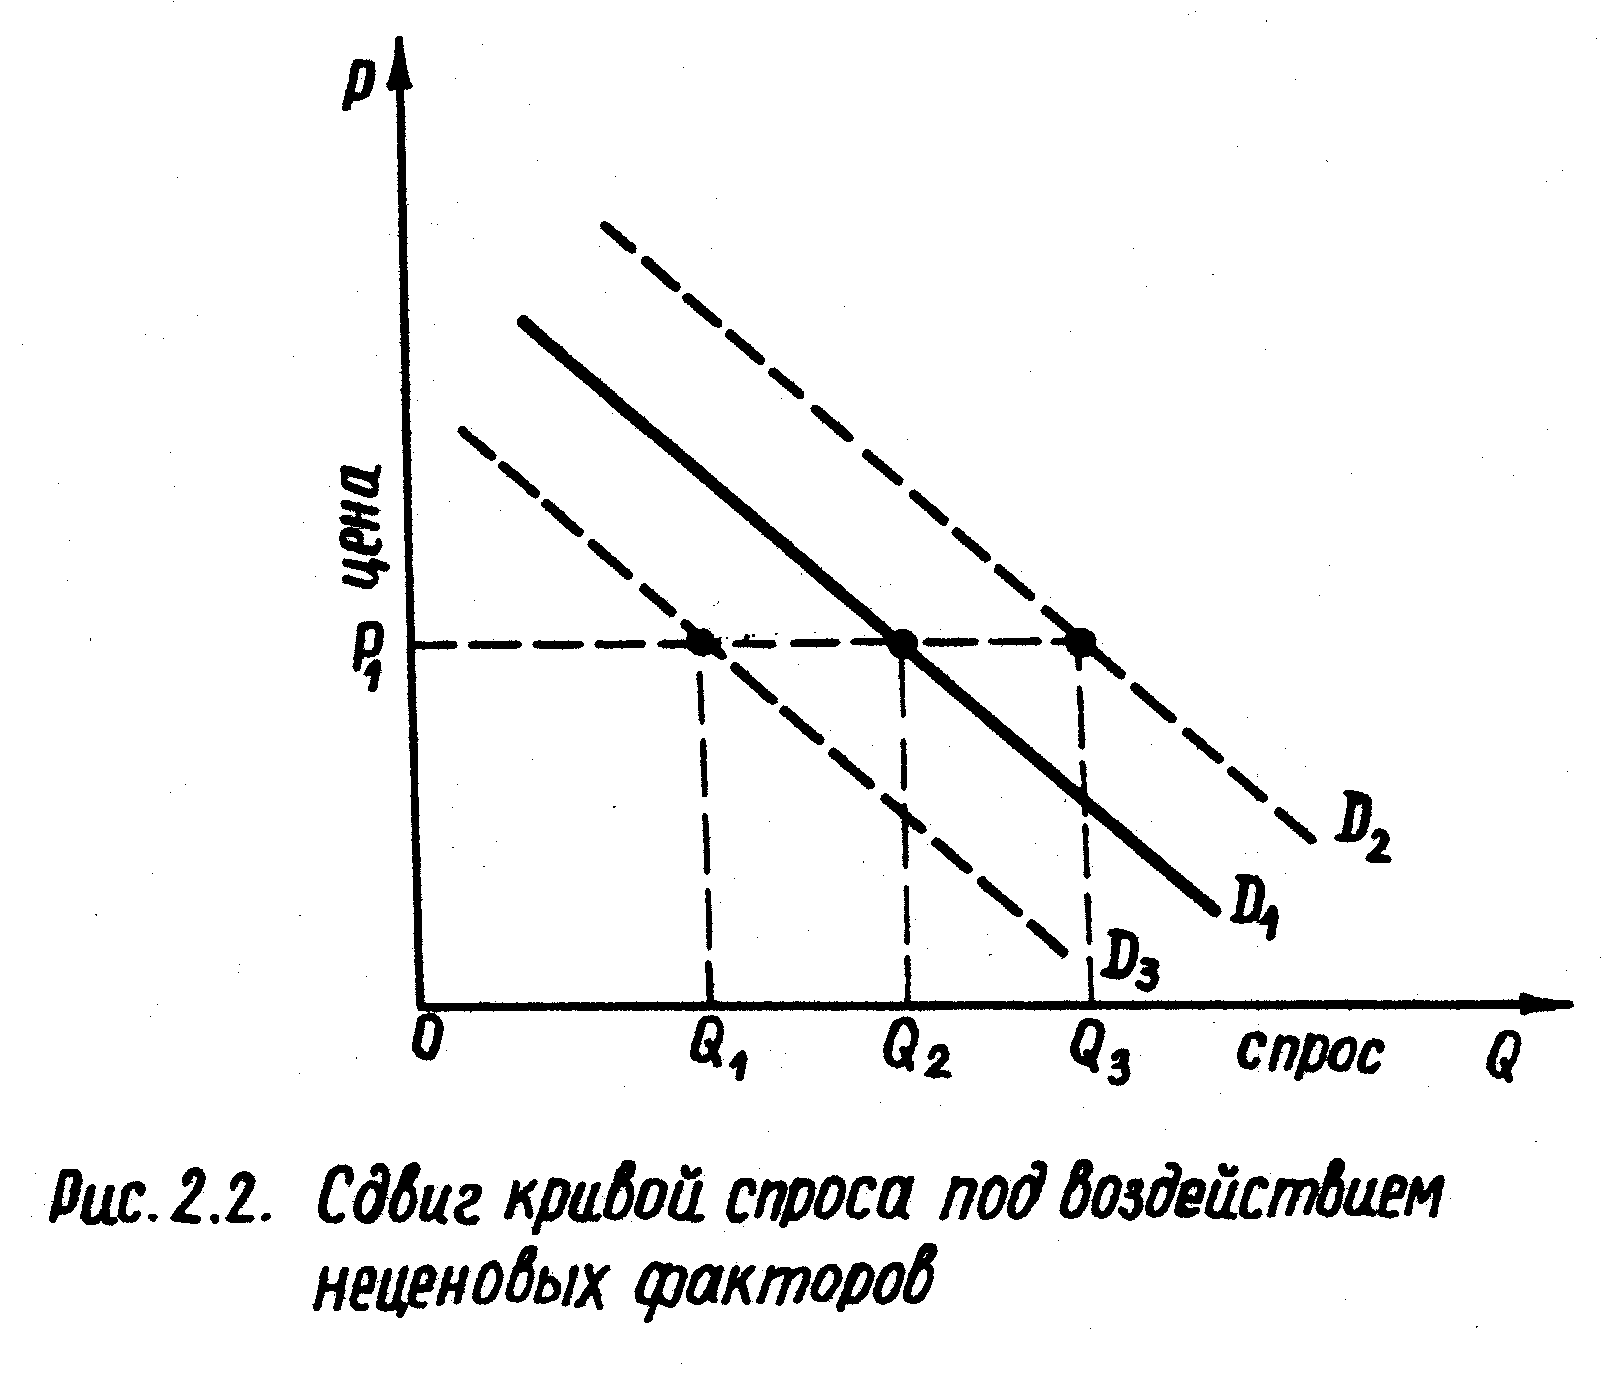 P
цена
P1
D2
D1
D3
0 Q1 Q2 Q3 спрос Q
Рис. 2.2. Сдвиг кривой спроса под воздействием
неценовых факторов